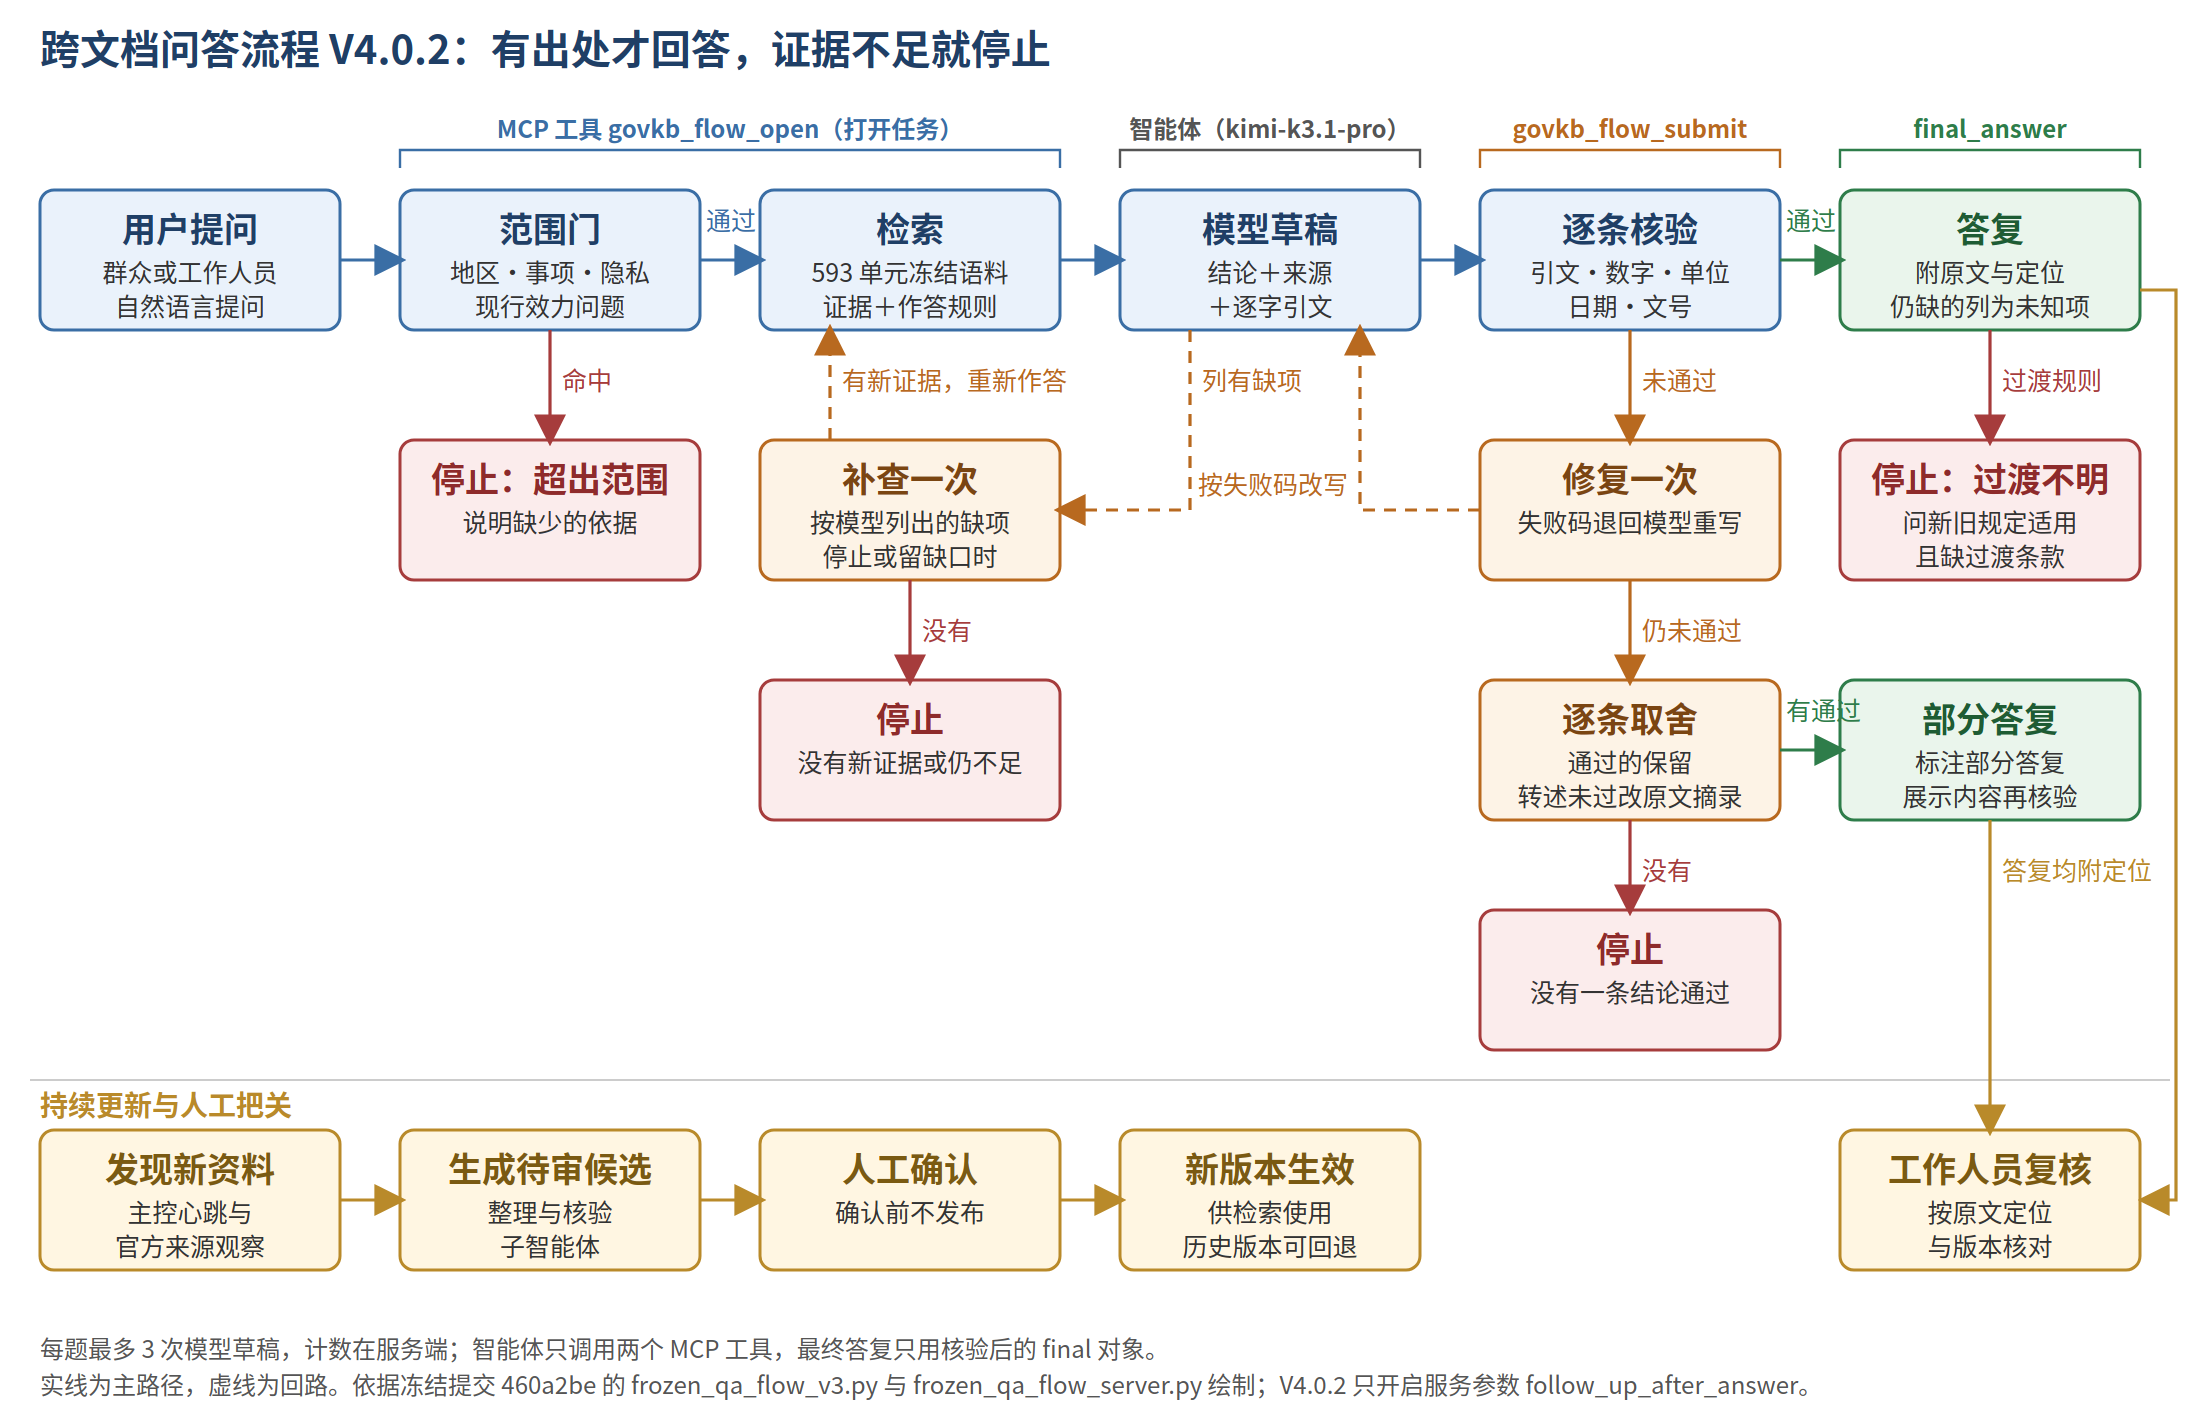 跨文档问答流程 V4.0.2：有出处才回答，证据不足就停止
MCP 工具 govkb_flow_open（打开任务）
智能体（kimi-k3.1-pro）
govkb_flow_submit
final_answer
用户提问
群众或工作人员
自然语言提问
范围门
地区·事项·隐私
现行效力问题
通过
检索
593 单元冻结语料
证据＋作答规则
模型草稿
结论＋来源
＋逐字引文
逐条核验
引文·数字·单位
日期·文号
通过
答复
附原文与定位
仍缺的列为未知项
命中
有新证据，重新作答
列有缺项
未通过
过渡规则
停止：超出范围
说明缺少的依据
补查一次
按模型列出的缺项
停止或留缺口时
按失败码改写
修复一次
失败码退回模型重写
停止：过渡不明
问新旧规定适用
且缺过渡条款
没有
仍未通过
停止
没有新证据或仍不足
逐条取舍
通过的保留
转述未过改原文摘录
有通过
部分答复
标注部分答复
展示内容再核验
没有
答复均附定位
停止
没有一条结论通过
持续更新与人工把关
发现新资料
主控心跳与
官方来源观察
生成待审候选
整理与核验
子智能体
人工确认
确认前不发布
新版本生效
供检索使用
历史版本可回退
工作人员复核
按原文定位
与版本核对
每题最多 3 次模型草稿，计数在服务端；智能体只调用两个 MCP 工具，最终答复只用核验后的 final 对象。
实线为主路径，虚线为回路。依据冻结提交 460a2be 的 frozen_qa_flow_v3.py 与 frozen_qa_flow_server.py 绘制；V4.0.2 只开启服务参数 follow_up_after_answer。